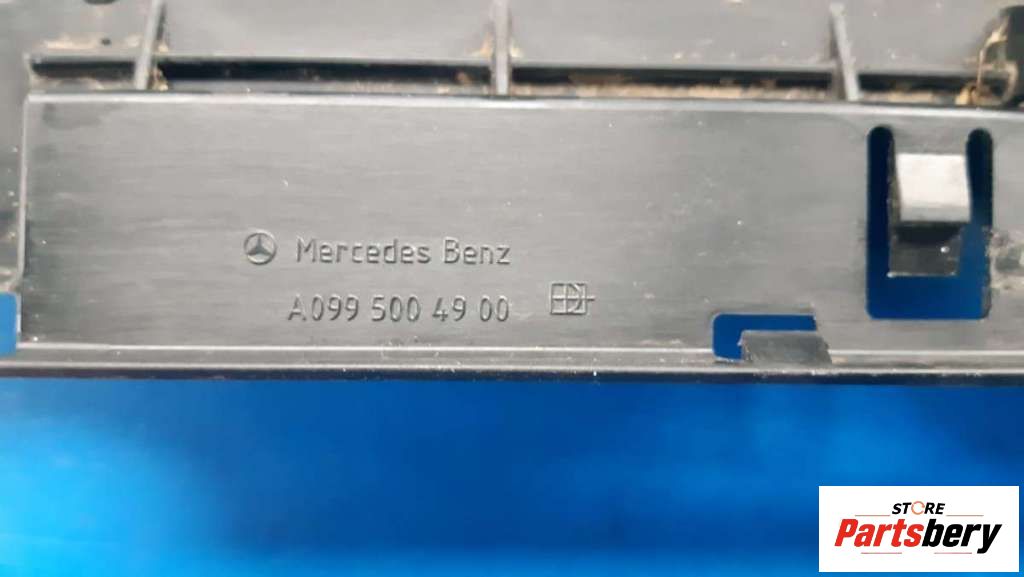 Mercedes Benz
A099 500 49 00
STORE
Partsbery